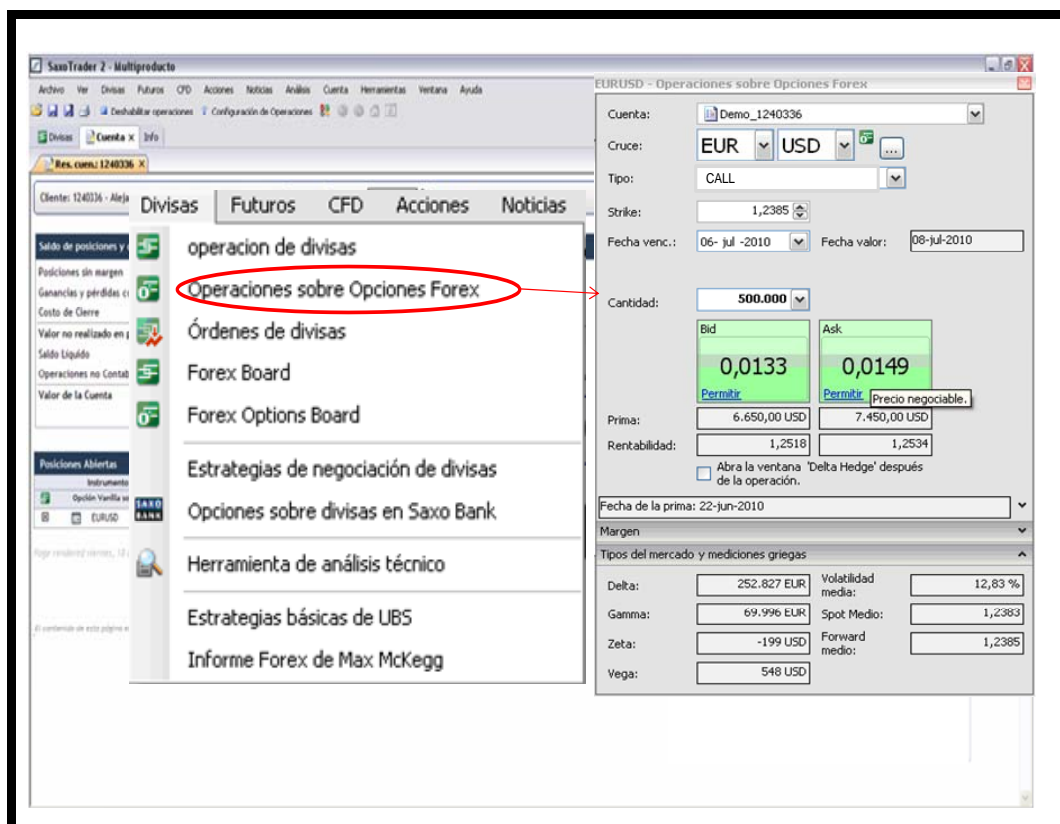 SaxoTrader 2 - Multiproducto
Archivo Ver Divisas Futuros CFD Acciones Noticias Análisis Cuenta Herramientas Ventana Ayuda
Deshabilitar operaciones Configuración de Operaciones
Divisas Cuenta X Info
Res. cuen.: 1240336 X
Cliente: 1240336 - Aleja
Saldo de posiciones y
Posiciones sin margen
Ganancias y pérdidas
Costo de Cierre
Valor no realizado en
Saldo Líquido
Operaciones no Contab
Valor de la Cuenta
Posiciones Abiertas
Instrumento
Opción Vanilla
EURUSD
Divisas Futuros CFD Acciones Noticias
operacion de divisas
Operaciones sobre Opciones Forex
Órdenes de divisas
Forex Board
Forex Options Board
Estrategias de negociación de divisas
SAXO BANK Opciones sobre divisas en Saxo Bank
Herramienta de análisis técnico
Estrategias básicas de UBS
Informe Forex de Max McKegg
EURUSD - Operaciones sobre Opciones Forex
Cuenta: Demo_1240336
Cruce: EUR USD ...
Tipo: CALL
Strike: 1,2385
Fecha venc.: 06- jul -2010 Fecha valor: 08-jul-2010
Cantidad: 500.000
Bid Ask
0,0133 0,0149
Permitir Permitir Precio negociable.
Prima: 6.650,00 USD 7.450,00 USD
Rentabilidad: 1,2518 1,2534
Abra la ventana 'Delta Hedge' después
de la operación.
Fecha de la prima: 22-jun-2010
Margen
Tipos del mercado y mediciones griegas
Delta: 252.827 EUR Volatilidad media: 12,83 %
Gamma: 69.996 EUR Spot Medio: 1,2383
Zeta: -199 USD Forward medio: 1,2385
Vega: 548 USD